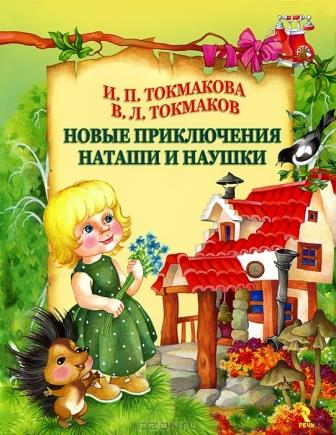 И. П. ТОКМАКОВА
В. Л. ТОКМАКОВ
НОВЫЕ ПРИКЛЮЧЕНИЯ
НАТАШИ И НАУШКИ
РЕЧЬ